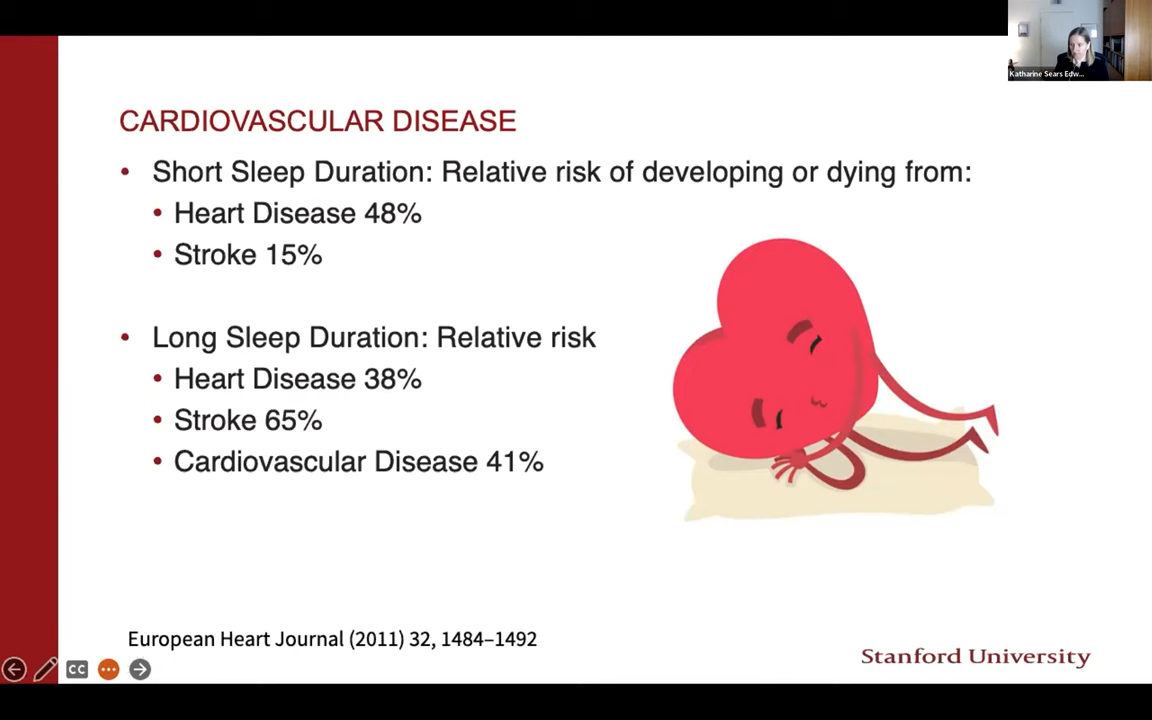 Katharine Sears Edw...
CARDIOVASCULAR DISEASE
• Short Sleep Duration: Relative risk of developing or dying from:
• Heart Disease 48%
• Stroke 15%
• Long Sleep Duration: Relative risk
• Heart Disease 38%
• Stroke 65%
• Cardiovascular Disease 41%
European Heart Journal (2011) 32, 1484–1492
CC
Stanford University